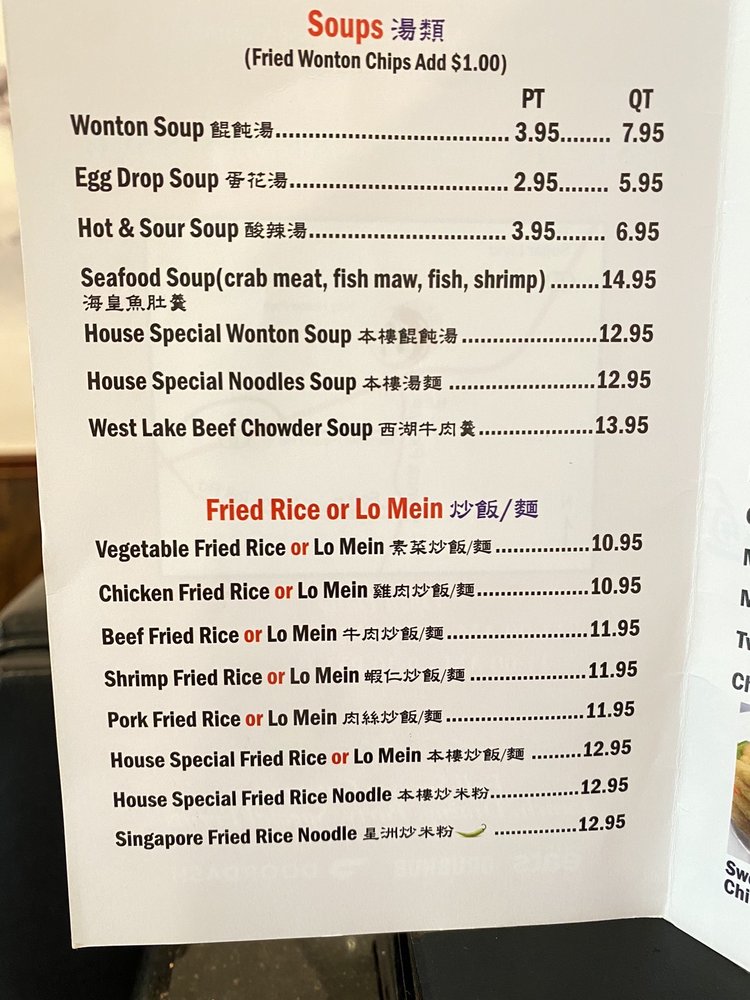 Soups 湯類
(Fried Wonton Chips Add $1.00)
PT QT
Wonton Soup 餛飩湯.................................. 3.95........ 7.95
Egg Drop Soup 蛋花湯................................ 2.95........ 5.95
Hot & Sour Soup 酸辣湯............................. 3.95........ 6.95
Seafood Soup(crab meat, fish maw, fish, shrimp) ........14.95
海皇魚肚羹
House Special Wonton Soup 本樓餛飩湯......................12.95
House Special Noodles Soup 本樓湯麵 ........................12.95
West Lake Beef Chowder Soup 西湖牛肉羹....................13.95
Fried Rice or Lo Mein 炒飯/麵
Vegetable Fried Rice or Lo Mein 素菜炒飯/麵.................10.95
Chicken Fried Rice or Lo Mein 雞肉炒飯/麵....................10.95
Beef Fried Rice or Lo Mein 牛肉炒飯/麵.........................11.95
Shrimp Fried Rice or Lo Mein 蝦仁炒飯/麵 .....................11.95
Pork Fried Rice or Lo Mein 肉絲炒飯/麵.........................11.95
House Special Fried Rice or Lo Mein 本樓炒飯/麵 .........12.95
House Special Fried Rice Noodle 本樓炒米粉................12.95
Singapore Fried Rice Noodle 星洲炒米粉 ...............12.95